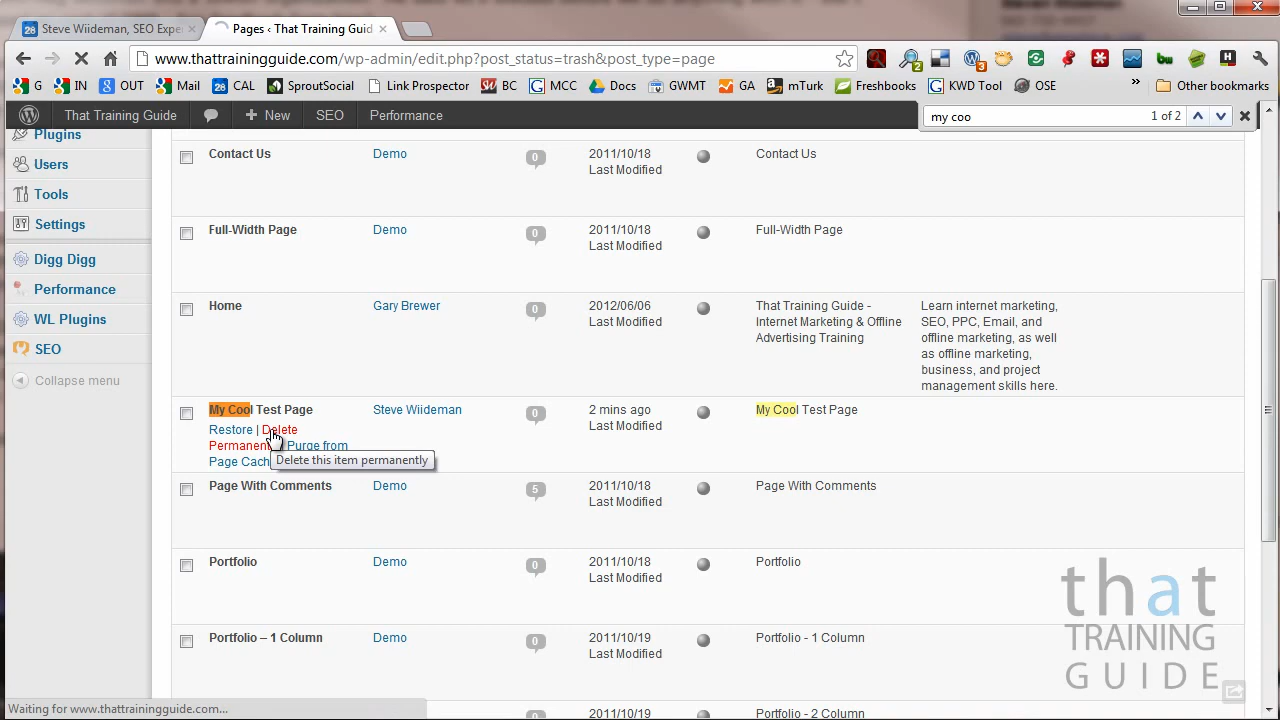 Steve Wiideman, SEO Expe
Pages ‹ That Training Guid
www.thattrainingguide.com/wp-admin/edit.php?post_status=trash&post_type=page
G IN OUT Mail CAL SproutSocial Link Prospector BC MCC Docs GWMT GA mTurk Freshbooks KWD Tool OSE » Other bookmarks
That Training Guide + New SEO Performance
my coo 1 of 2
Plugins
Users
Tools
Settings
Digg Digg
Performance
WL Plugins
SEO
Collapse menu
Contact Us Demo 0 2011/10/18 Contact Us
Last Modified
Full-Width Page Demo 0 2011/10/18 Full-Width Page
Last Modified
Home Gary Brewer 0 2012/06/06 That Training Guide - Learn internet marketing,
Last Modified Internet Marketing & Offline SEO, PPC, Email, and
Advertising Training offline marketing, as well
as offline marketing,
business, and project
management skills here.
My Cool Test Page Steve Wiideman 0 2 mins ago My Cool Test Page
Restore | Delete Last Modified
Permanen Purge from
Page Cach Delete this item permanently
Page With Comments Demo 5 2011/10/18 Page With Comments
Last Modified
Portfolio Demo 0 2011/10/18 Portfolio
Last Modified
Portfolio – 1 Column Demo 0 2011/10/19 Portfolio - 1 Column
Last Modified
0 2011/10/19 Portfolio - 2 Column
that
TRAINING
GUIDE
Waiting for www.thattrainingguide.com...